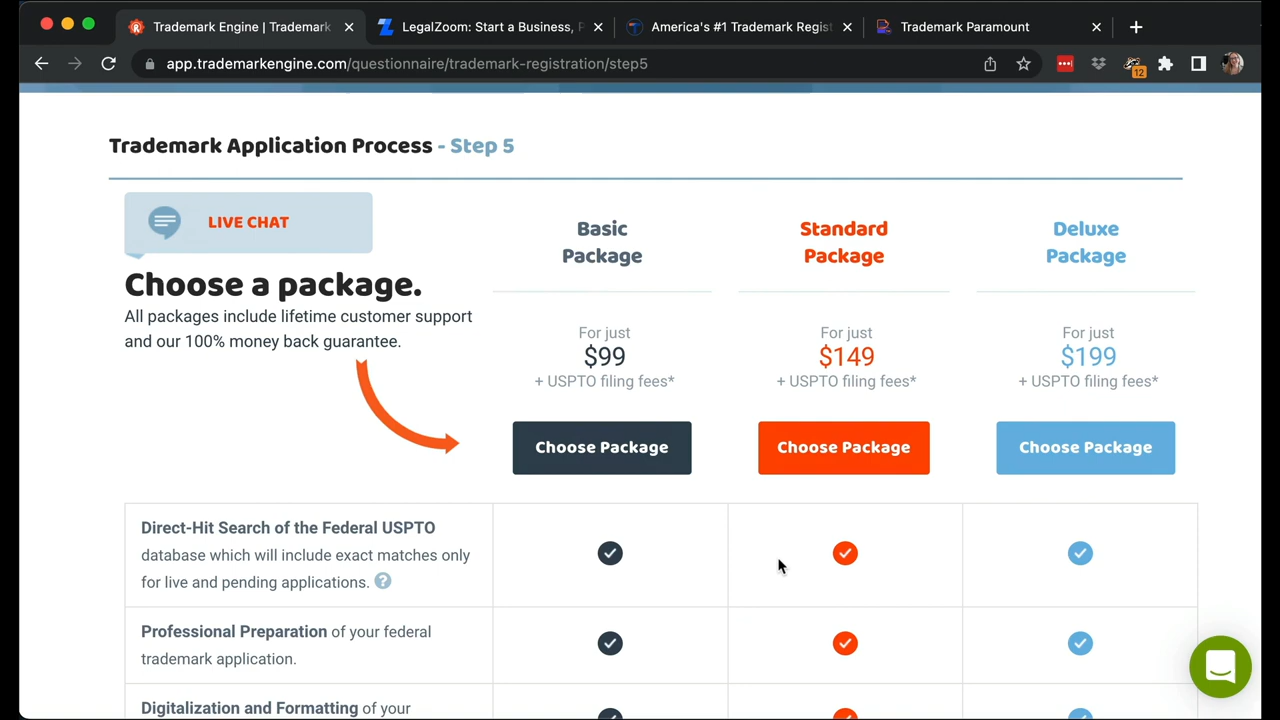 Trademark Engine | Trademark
LegalZoom: Start a Business, P
America's #1 Trademark Regist
Trademark Paramount
app.trademarkengine.com/questionnaire/trademark-registration/step5
12
Trademark Application Process - Step 5
LIVE CHAT
Choose a package.
All packages include lifetime customer support
and our 100% money back guarantee.
Basic
Package
For just
$99
+ USPTO filing fees*
Choose Package
Standard
Package
For just
$149
+ USPTO filing fees*
Choose Package
Deluxe
Package
For just
$199
+ USPTO filing fees*
Choose Package
Direct-Hit Search of the Federal USPTO
database which will include exact matches only
for live and pending applications. ?
Professional Preparation of your federal
trademark application.
Digitalization and Formatting of your